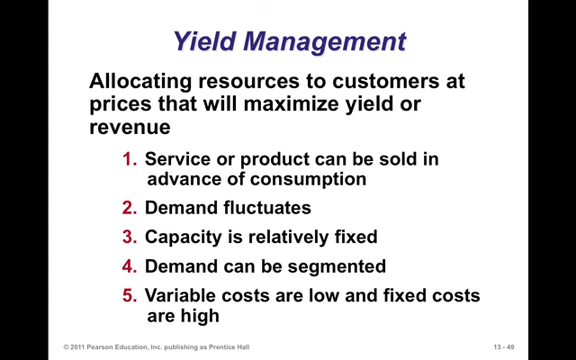 Yield Management
Allocating resources to customers at
prices that will maximize yield or
revenue
1. Service or product can be sold in
advance of consumption
2. Demand fluctuates
3. Capacity is relatively fixed
4. Demand can be segmented
5. Variable costs are low and fixed costs
are high
© 2011 Pearson Education, Inc. publishing as Prentice Hall
13 - 49